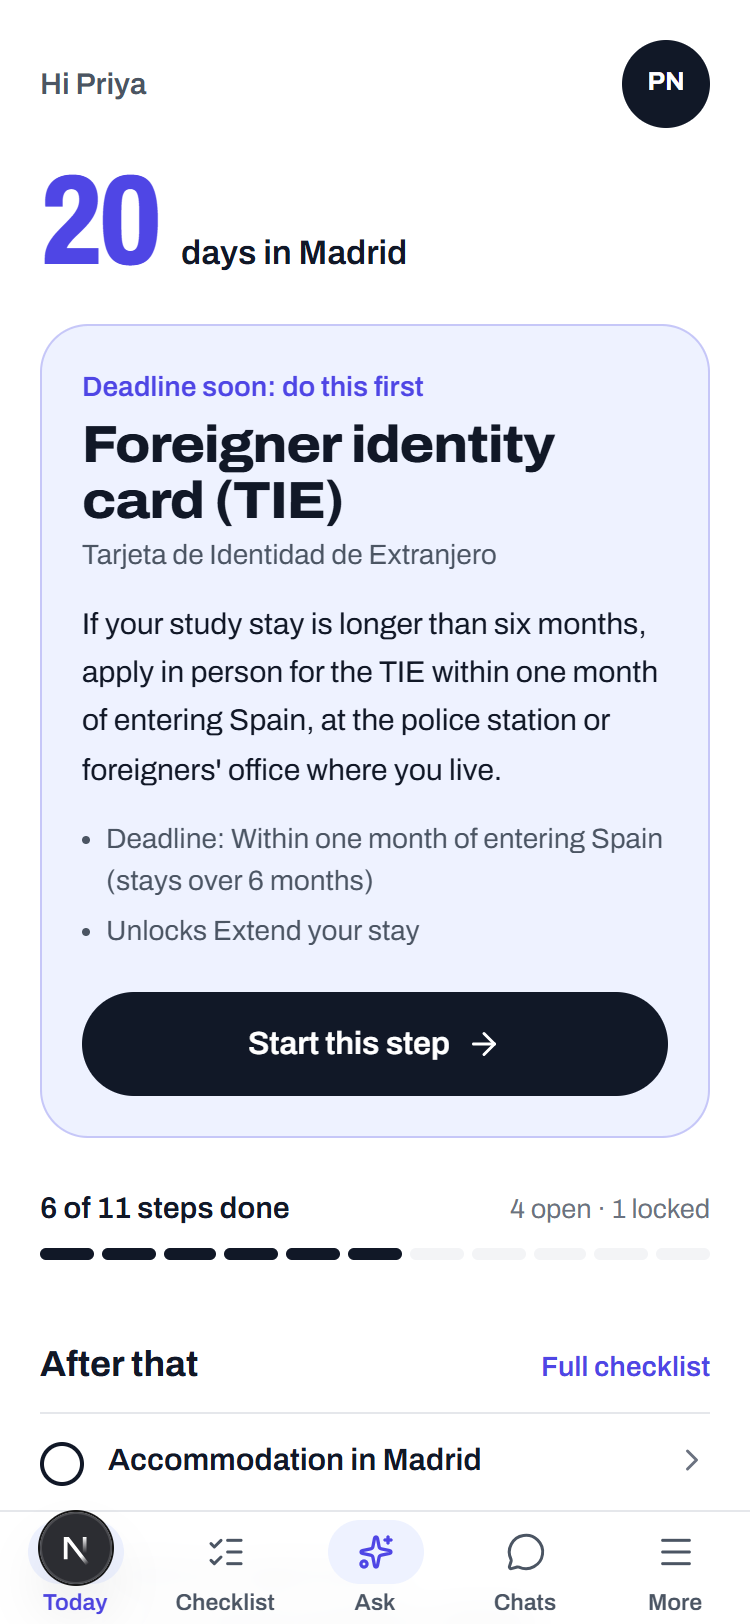 Hi Priya
PN
20 days in Madrid
Deadline soon: do this first
Foreigner identity
card (TIE)
Tarjeta de Identidad de Extranjero
If your study stay is longer than six months,
apply in person for the TIE within one month
of entering Spain, at the police station or
foreigners' office where you live.
• Deadline: Within one month of entering Spain
(stays over 6 months)
• Unlocks Extend your stay
Start this step →
6 of 11 steps done
4 open · 1 locked
After that
Full checklist
Accommodation in Madrid
N
Today
Checklist
Ask
Chats
More